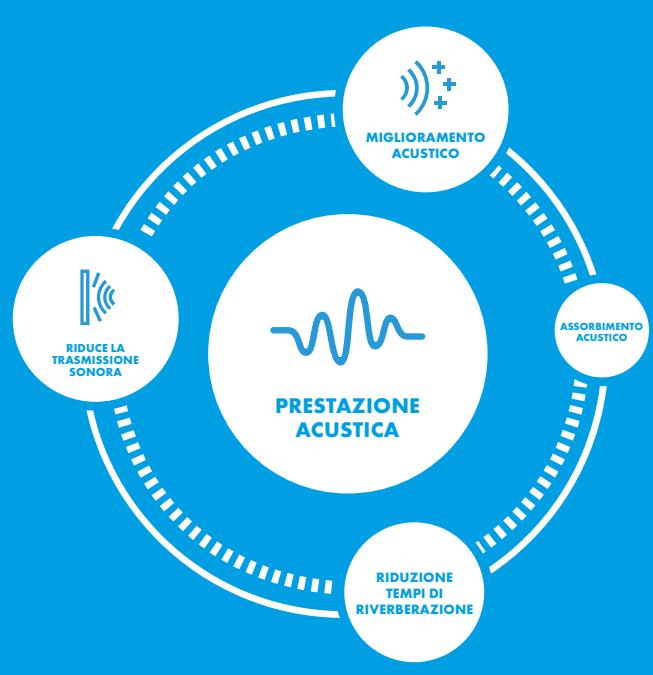 MIGLIORAMENTO
ACUSTICO
RIDUCE LA
TRASMISSIONE
SONORA
ASSORBIMENTO
ACUSTICO
PRESTAZIONE
ACUSTICA
RIDUZIONE
TEMPI DI
RIVERBERAZIONE